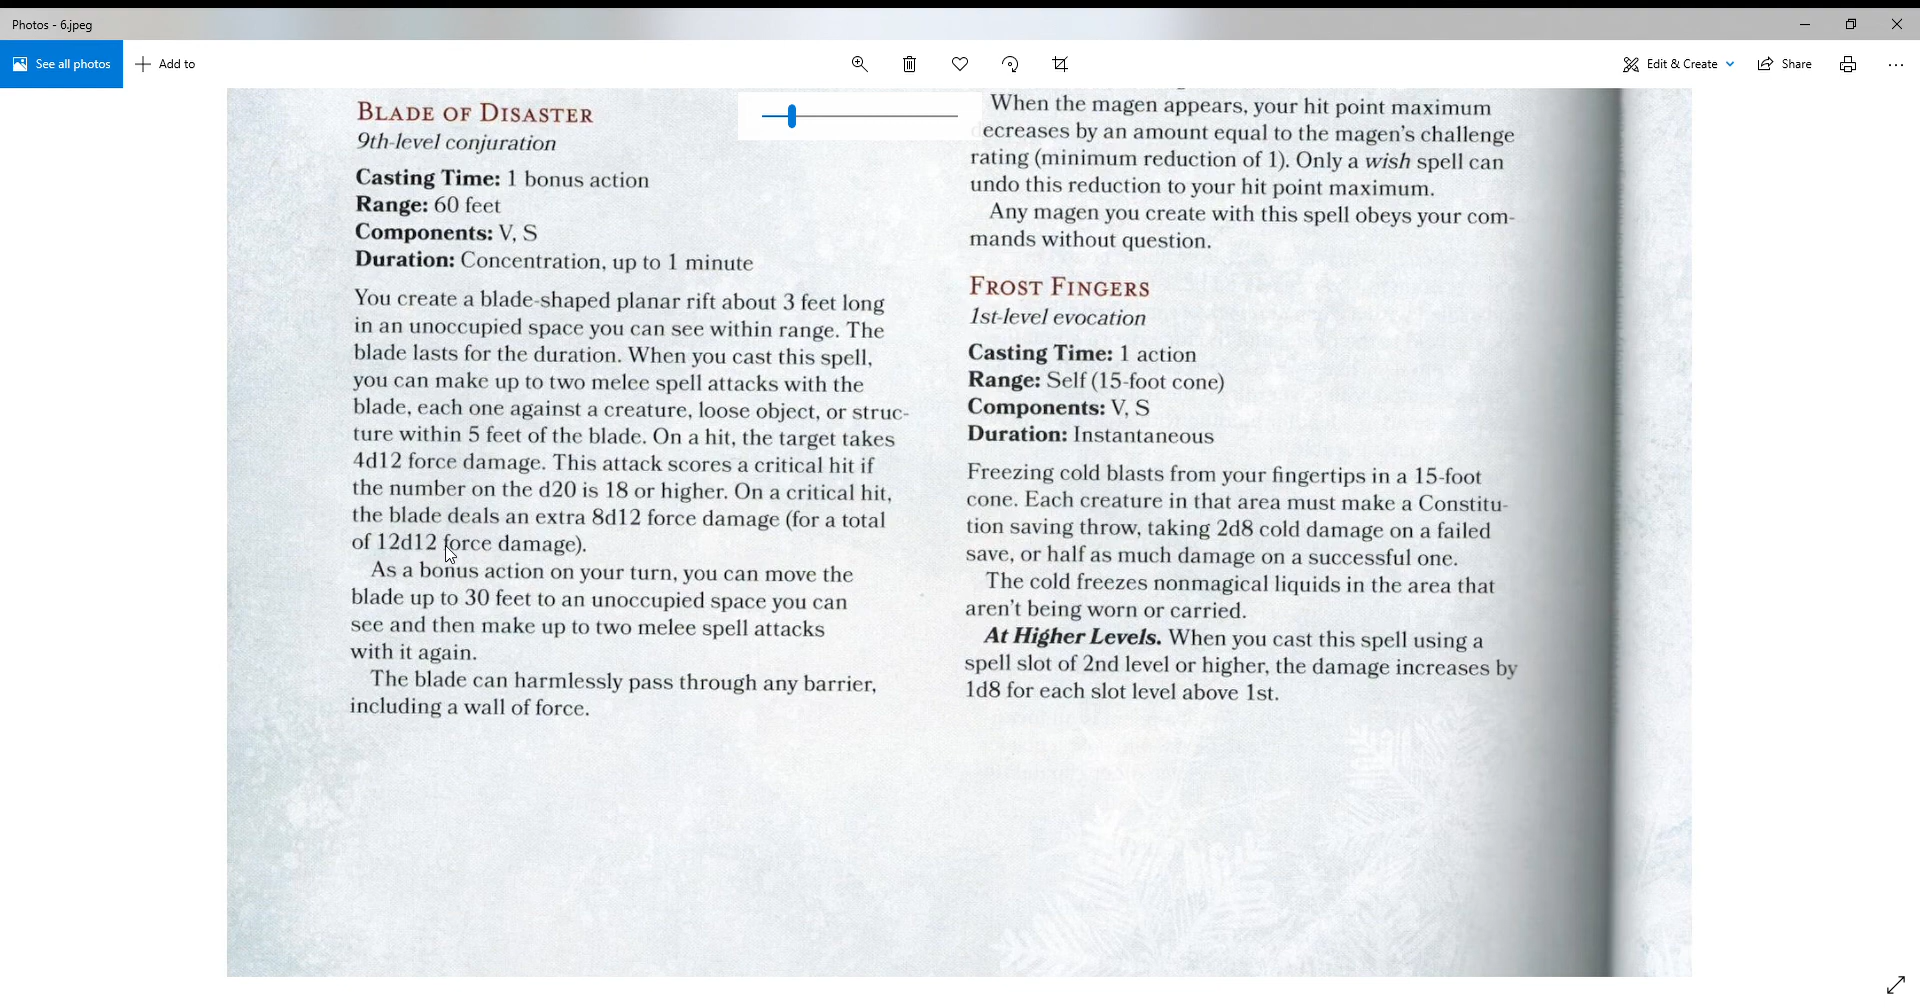 Photos - 6.jpeg
See all photos
Add to
Edit & Create
Share
BLADE OF DISASTER
9th-level conjuration
Casting Time: 1 bonus action
Range: 60 feet
Components: V, S
Duration: Concentration, up to 1 minute
You create a blade-shaped planar rift about 3 feet long
in an unoccupied space you can see within range. The
blade lasts for the duration. When you cast this spell,
you can make up to two melee spell attacks with the
blade, each one against a creature, loose object, or struc-
ture within 5 feet of the blade. On a hit, the target takes
4d12 force damage. This attack scores a critical hit if
the number on the d20 is 18 or higher. On a critical hit,
the blade deals an extra 8d12 force damage (for a total
of 12d12 force damage).
As a bonus action on your turn, you can move the
blade up to 30 feet to an unoccupied space you can
see and then make up to two melee spell attacks
with it again.
The blade can harmlessly pass through any barrier,
including a wall of force.
When the magen appears, your hit point maximum
ecreases by an amount equal to the magen's challenge
rating (minimum reduction of 1). Only a wish spell can
undo this reduction to your hit point maximum.
Any magen you create with this spell obeys your com-
mands without question.
FROST FINGERS
1st-level evocation
Casting Time: 1 action
Range: Self (15-foot cone)
Components: V, S
Duration: Instantaneous
Freezing cold blasts from your fingertips in a 15-foot
cone. Each creature in that area must make a Constitu-
tion saving throw, taking 2d8 cold damage on a failed
save, or half as much damage on a successful one.
The cold freezes nonmagical liquids in the area that
aren't being worn or carried.
At Higher Levels. When you cast this spell using a
spell slot of 2nd level or higher, the damage increases by
1d8 for each slot level above 1st.